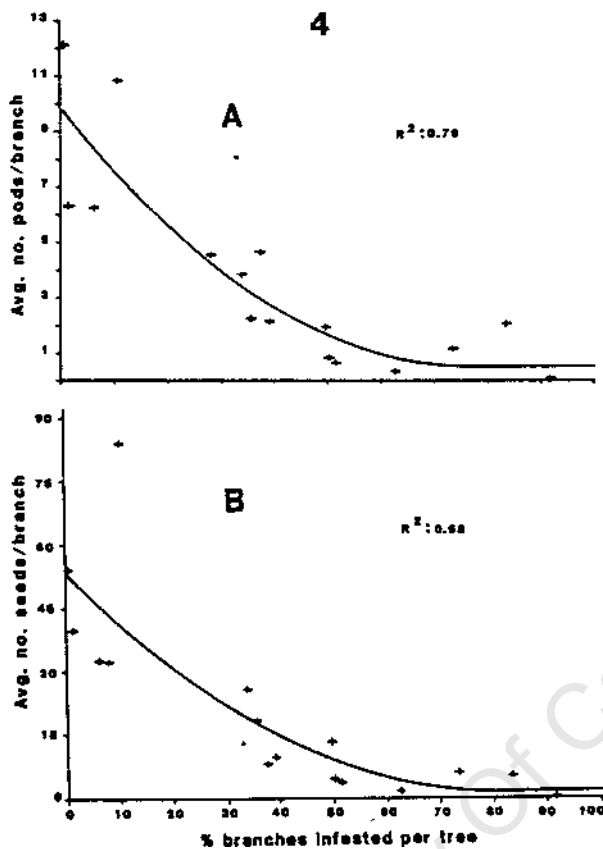 4
13
11
9
7
5
3
1
Avg. no. pods/branch
A
R²:0.79
90
75
60
45
30
15
0
Avg. no. seeds/branch
B
R²:0.58
0 10 20 30 40 50 60 70 80 90 100
% branches infested per tree
Of C